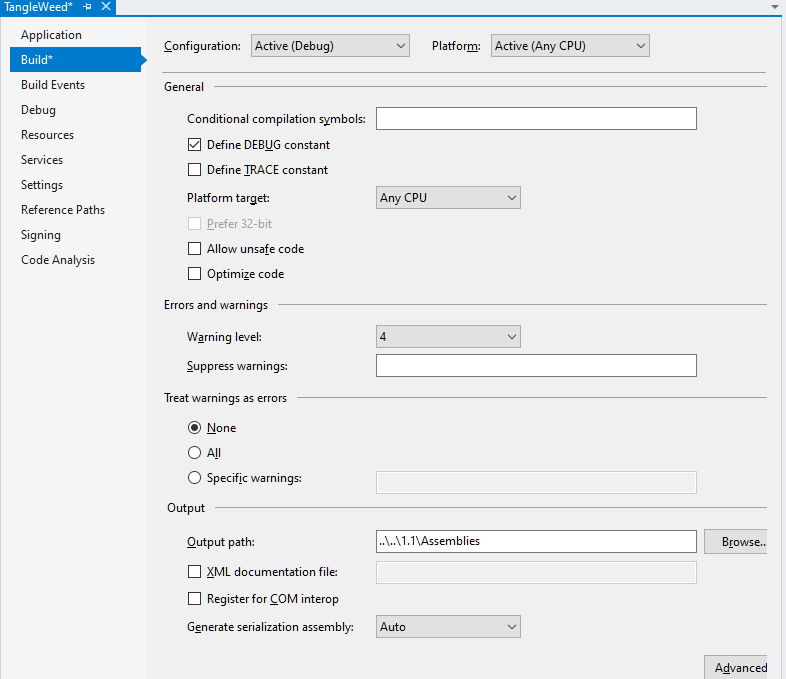 TangleWeed*
Application
Build*
Build Events
Debug
Resources
Services
Settings
Reference Paths
Signing
Code Analysis
Configuration: Active (Debug) Platform: Active (Any CPU)
General
Conditional compilation symbols:
Define DEBUG constant
Define TRACE constant
Platform target: Any CPU
Prefer 32-bit
Allow unsafe code
Optimize code
Errors and warnings
Warning level: 4
Suppress warnings:
Treat warnings as errors
None
All
Specific warnings:
Output
Output path: ..\..\1.1\Assemblies Browse..
XML documentation file:
Register for COM interop
Generate serialization assembly: Auto
Advanced